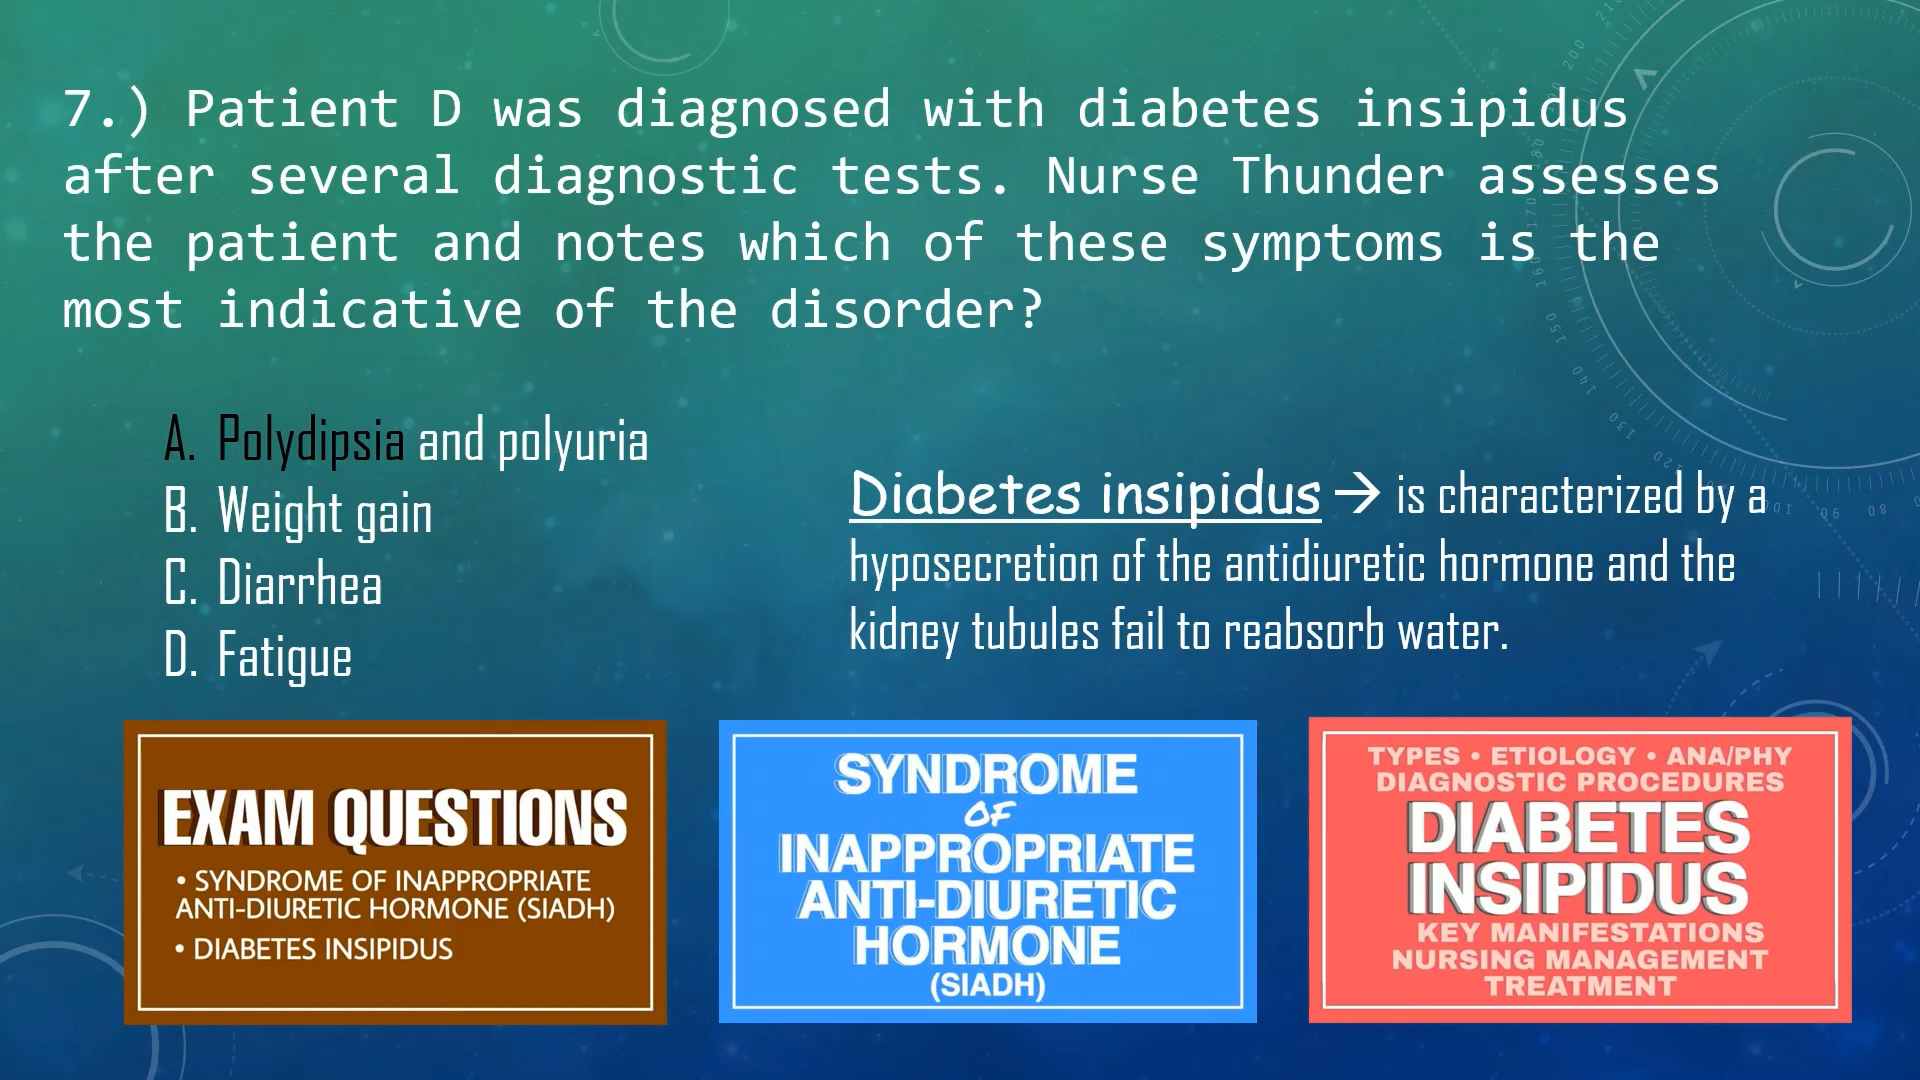 7.) Patient D was diagnosed with diabetes insipidus
after several diagnostic tests. Nurse Thunder assesses
the patient and notes which of these symptoms is the
most indicative of the disorder?
A. Polydipsia and polyuria
B. Weight gain
C. Diarrhea
D. Fatigue
Diabetes insipidus → is characterized by a
hyposecretion of the antidiuretic hormone and the
kidney tubules fail to reabsorb water.
EXAM QUESTIONS
• SYNDROME OF INAPPROPRIATE
ANTI-DIURETIC HORMONE (SIADH)
• DIABETES INSIPIDUS
SYNDROME
OF
INAPPROPRIATE
ANTI-DIURETIC
HORMONE
(SIADH)
TYPES • ETIOLOGY • ANA/PHY
DIAGNOSTIC PROCEDURES
DIABETES
INSIPIDUS
KEY MANIFESTATIONS
NURSING MANAGEMENT
TREATMENT